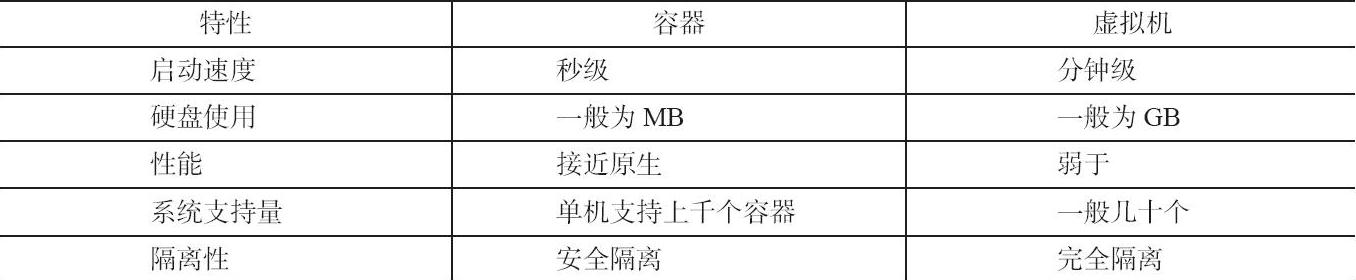 特性 容器 虚拟机
启动速度 秒级 分钟级
硬盘使用 一般为 MB 一般为 GB
性能 接近原生 弱于
系统支持量 单机支持上千个容器 一般几十个
隔离性 安全隔离 完全隔离